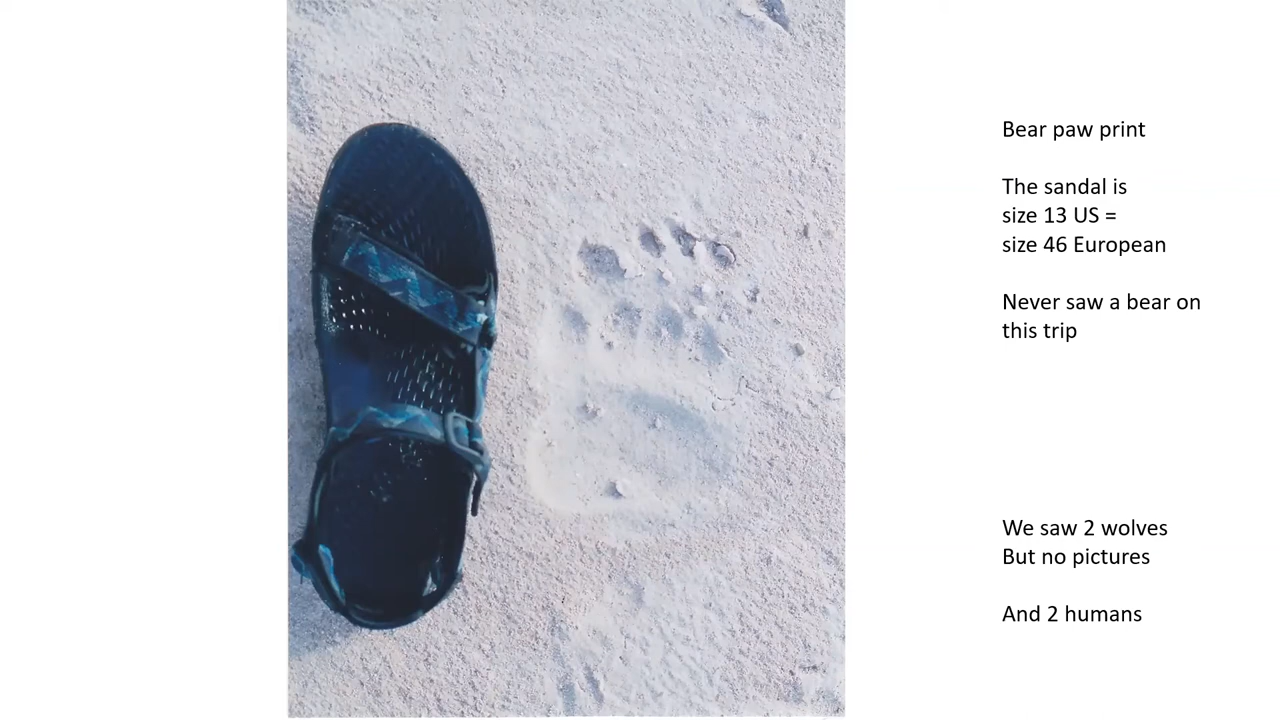 Bear paw print
The sandal is
size 13 US =
size 46 European
Never saw a bear on
this trip
We saw 2 wolves
But no pictures
And 2 humans